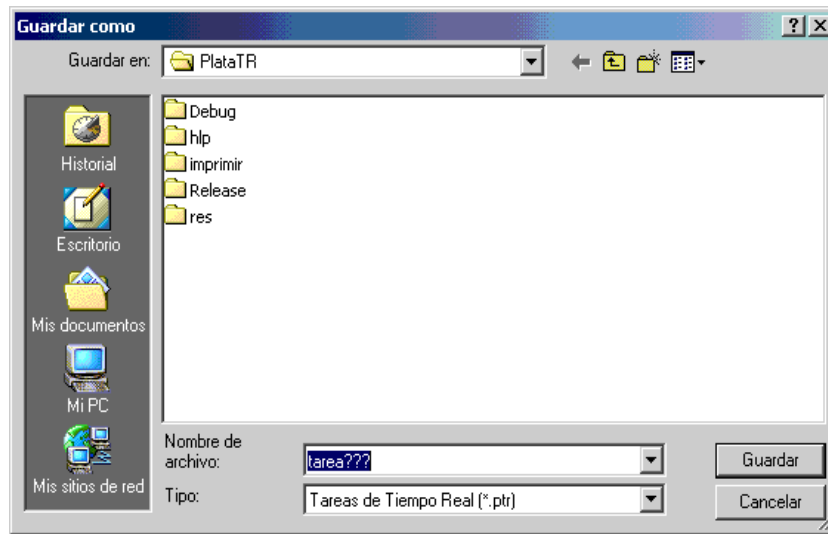 Guardar como
Guardar en: PlataTR
Historial
Escritorio
Mis documentos
Mi PC
Mis sitios de red
Debug
hlp
imprimir
Release
res
Nombre de
archivo: tarea???
Guardar
Tipo: Tareas de Tiempo Real (*.ptr)
Cancelar